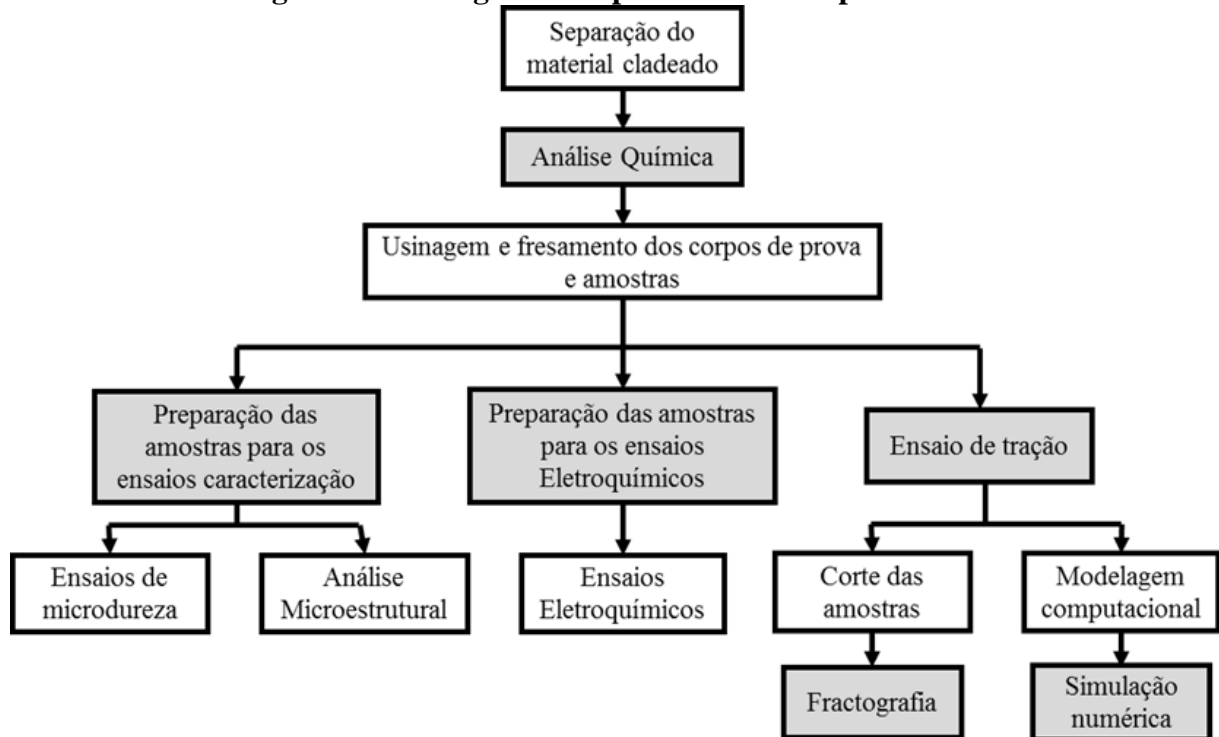 Separação do
material cladeado
Análise Química
Usinagem e fresamento dos corpos de prova
e amostras
Preparação das
amostras para os
ensaios caracterização
Preparação das amostras
para os ensaios
Eletroquímicos
Ensaio de tração
Ensaios de
microdureza
Análise
Microestrutural
Ensaios
Eletroquímicos
Corte das
amostras
Modelagem
computacional
Fractografia
Simulação
numérica